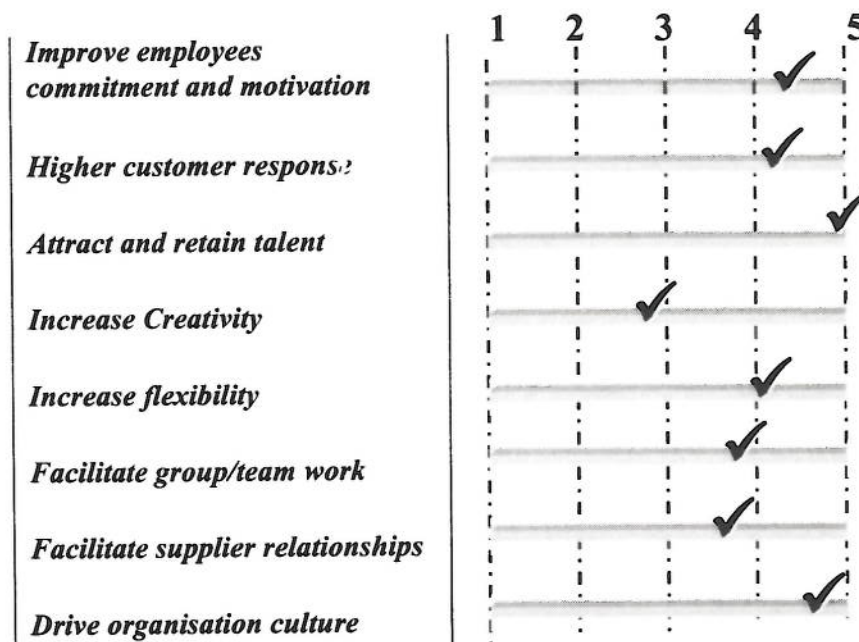 1 2 3 4 5
Improve employees
commitment and motivation
Higher customer response
Attract and retain talent
Increase Creativity
Increase flexibility
Facilitate group/team work
Facilitate supplier relationships
Drive organisation culture